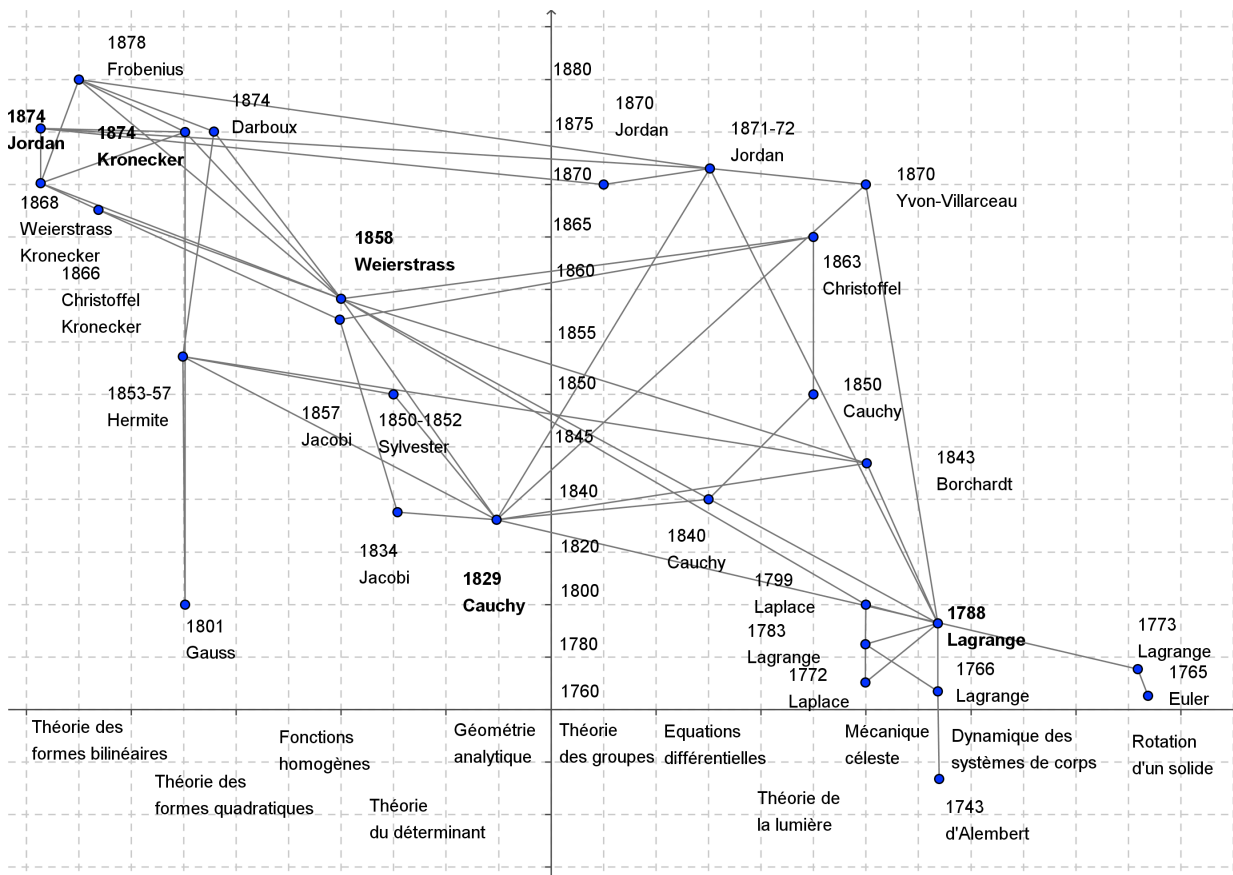 1878
Frobenius
1874
Jordan
1874
Kronecker
1874
Darboux
1870
Jordan
1871-72
Jordan
1870
Yvon-Villarceau
1868
Weierstrass
Kronecker
1866
Christoffel
Kronecker
1858
Weierstrass
1863
Christoffel
1853-57
Hermite
1857
Jacobi
1850-1852
Sylvester
1850
Cauchy
1843
Borchardt
1834
Jacobi
1829
Cauchy
1840
Cauchy
1799
Laplace
1783
Lagrange
1772
Laplace
1788
Lagrange
1766
Lagrange
1773
Lagrange
1765
Euler
1801
Gauss
1743
d'Alembert
1880
1875
1870
1865
1860
1855
1850
1845
1840
1820
1800
1780
1760
Théorie des
formes bilinéaires
Théorie des
formes quadratiques
Fonctions
homogènes
Théorie
du déterminant
Géométrie
analytique
Théorie
des groupes
Equations
différentielles
Théorie de
la lumière
Mécanique
céleste
Dynamique des
systèmes de corps
Rotation
d'un solide